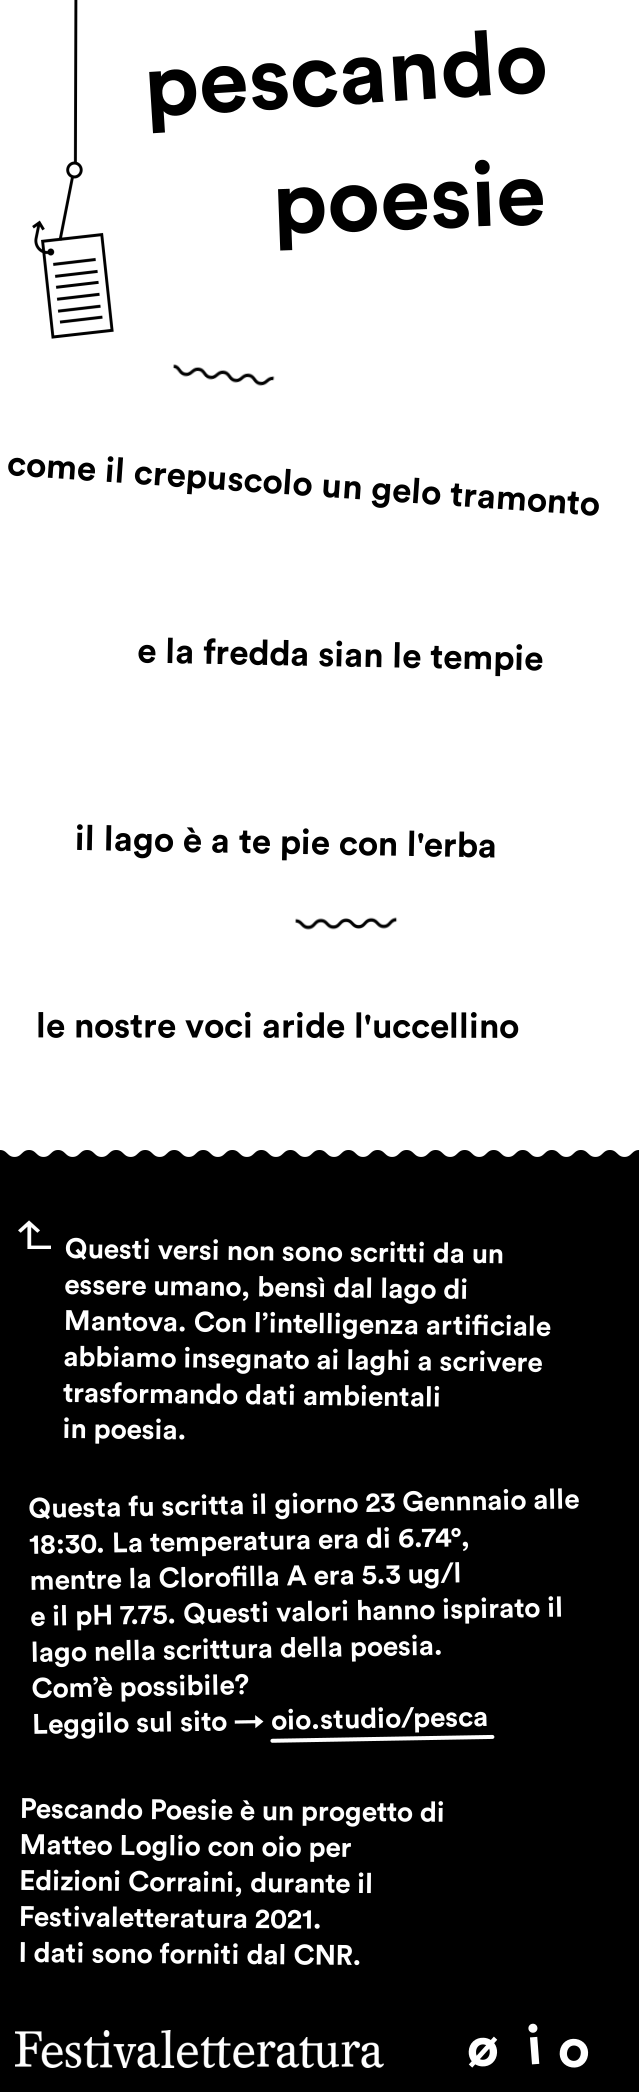 pescando
poesie
come il crepuscolo un gelo tramonto
e la fredda sian le tempie
il lago è a te pie con l'erba
le nostre voci aride l'uccellino
Questi versi non sono scritti da un
essere umano, bensì dal lago di
Mantova. Con l’intelligenza artificiale
abbiamo insegnato ai laghi a scrivere
trasformando dati ambientali
in poesia.
Questa fu scritta il giorno 23 Gennnaio alle
18:30. La temperatura era di 6.74°,
mentre la Clorofilla A era 5.3 ug/l
e il pH 7.75. Questi valori hanno ispirato il
lago nella scrittura della poesia.
Com’è possibile?
Leggilo sul sito → oio.studio/pesca
Pescando Poesie è un progetto di
Matteo Loglio con oio per
Edizioni Corraini, durante il
Festivaletteratura 2021.
I dati sono forniti dal CNR.
Festivaletteratura ø i o